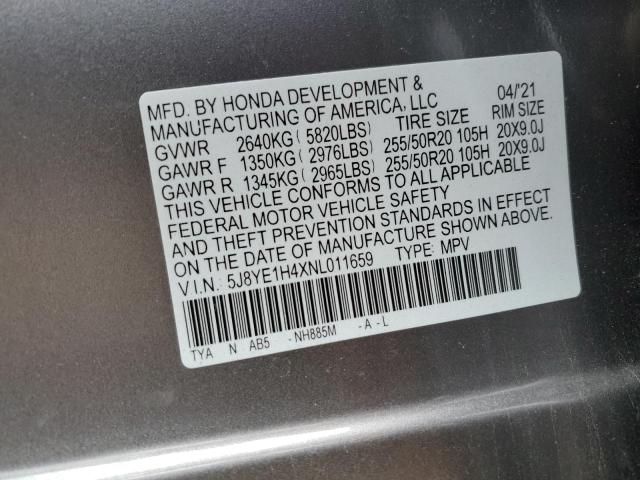 MFD. BY HONDA DEVELOPMENT & 04/'21
MANUFACTURING OF AMERICA, LLC
TIRE SIZE RIM SIZE
GVWR 2640KG ( 5820LBS)
GAWR F 1350KG ( 2976LBS) 255/50R20 105H 20X9.0J
GAWR R 1345KG ( 2965LBS) 255/50R20 105H 20X9.0J
THIS VEHICLE CONFORMS TO ALL APPLICABLE
FEDERAL MOTOR VEHICLE SAFETY
AND THEFT PREVENTION STANDARDS IN EFFECT
ON THE DATE OF MANUFACTURE SHOWN ABOVE.
V.I.N.: 5J8YE1H4XNL011659 TYPE: MPV
TYA N AB5 -NH885M -A-L